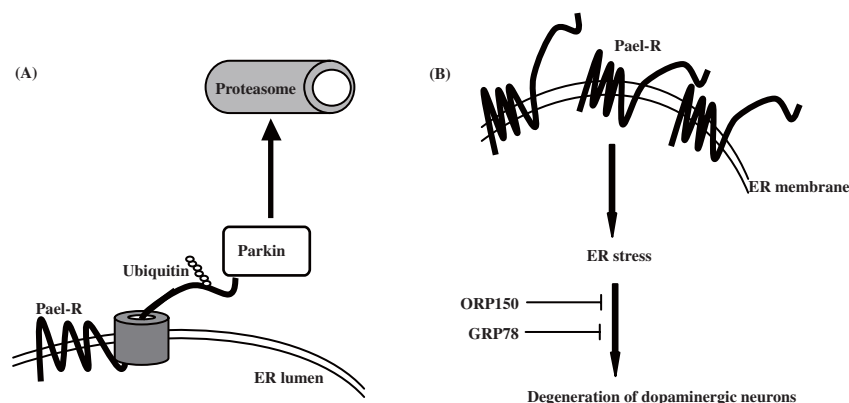 (A)
Proteasome
Parkin
Ubiquitin
Pael-R
ER lumen
(B)
Pael-R
ER membrane
ER stress
ORP150
GRP78
Degeneration of dopaminergic neurons